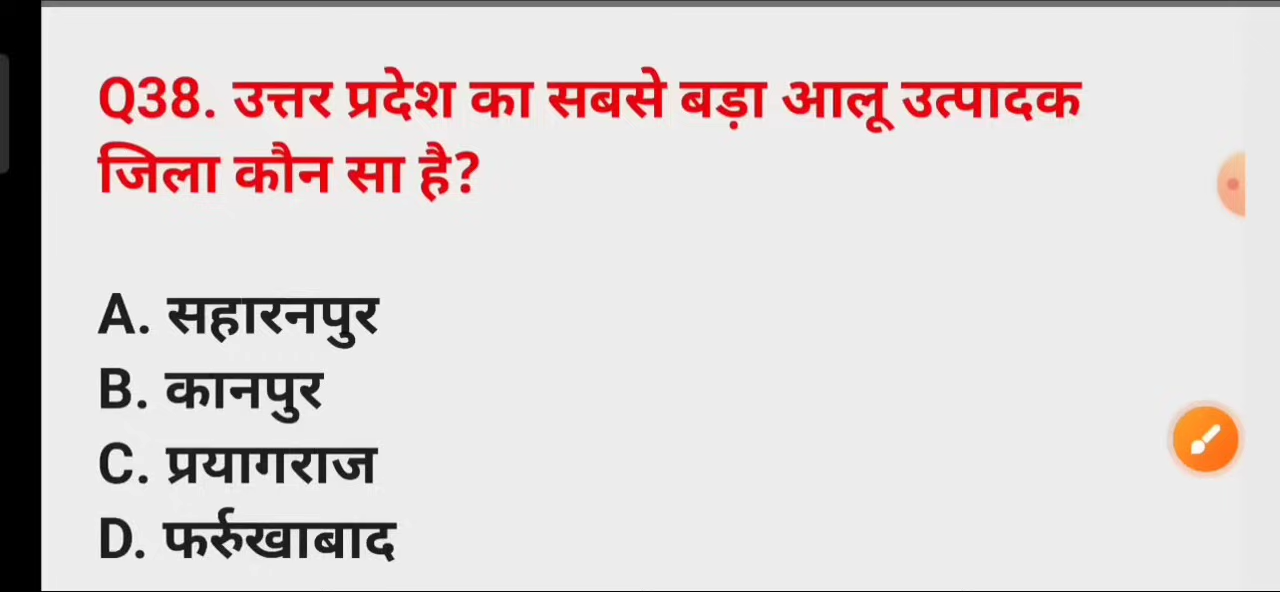 Q38. उत्तर प्रदेश का सबसे बड़ा आलू उत्पादक
जिला कौन सा है?
A. सहारनपुर
B. कानपुर
C. प्रयागराज
D. फर्रुखाबाद